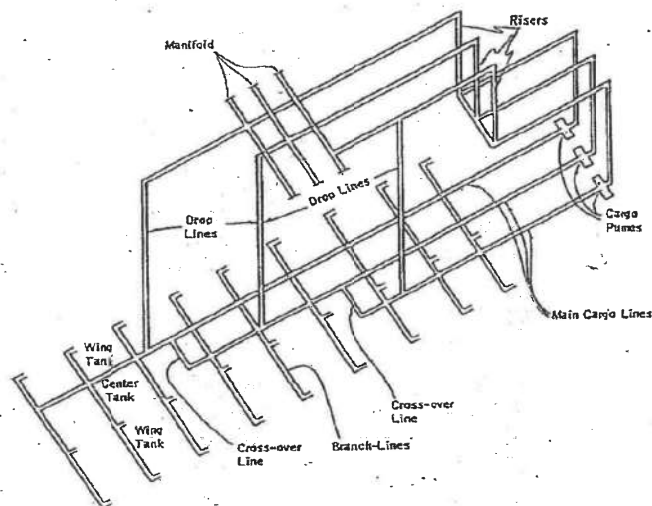 Risers
Manifold
Drop Lines
Drop
Lines
Cargo
Pumps
Main Cargo Lines
Wing
Tank
Center
Tank
Wing
Tank
Cross-over
Line
Cross-over
Line
Branch-Lines